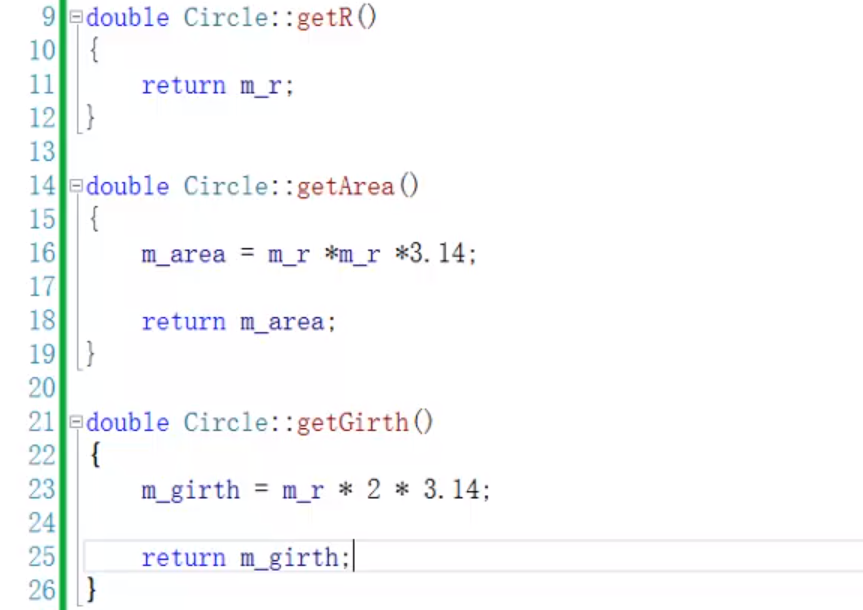 9 double Circle::getR()
10 {
11     return m_r;
12 }
13
14 double Circle::getArea()
15 {
16     m_area = m_r *m_r *3.14;
17
18     return m_area;
19 }
20
21 double Circle::getGirth()
22 {
23     m_girth = m_r * 2 * 3.14;
24
25     return m_girth;
26 }